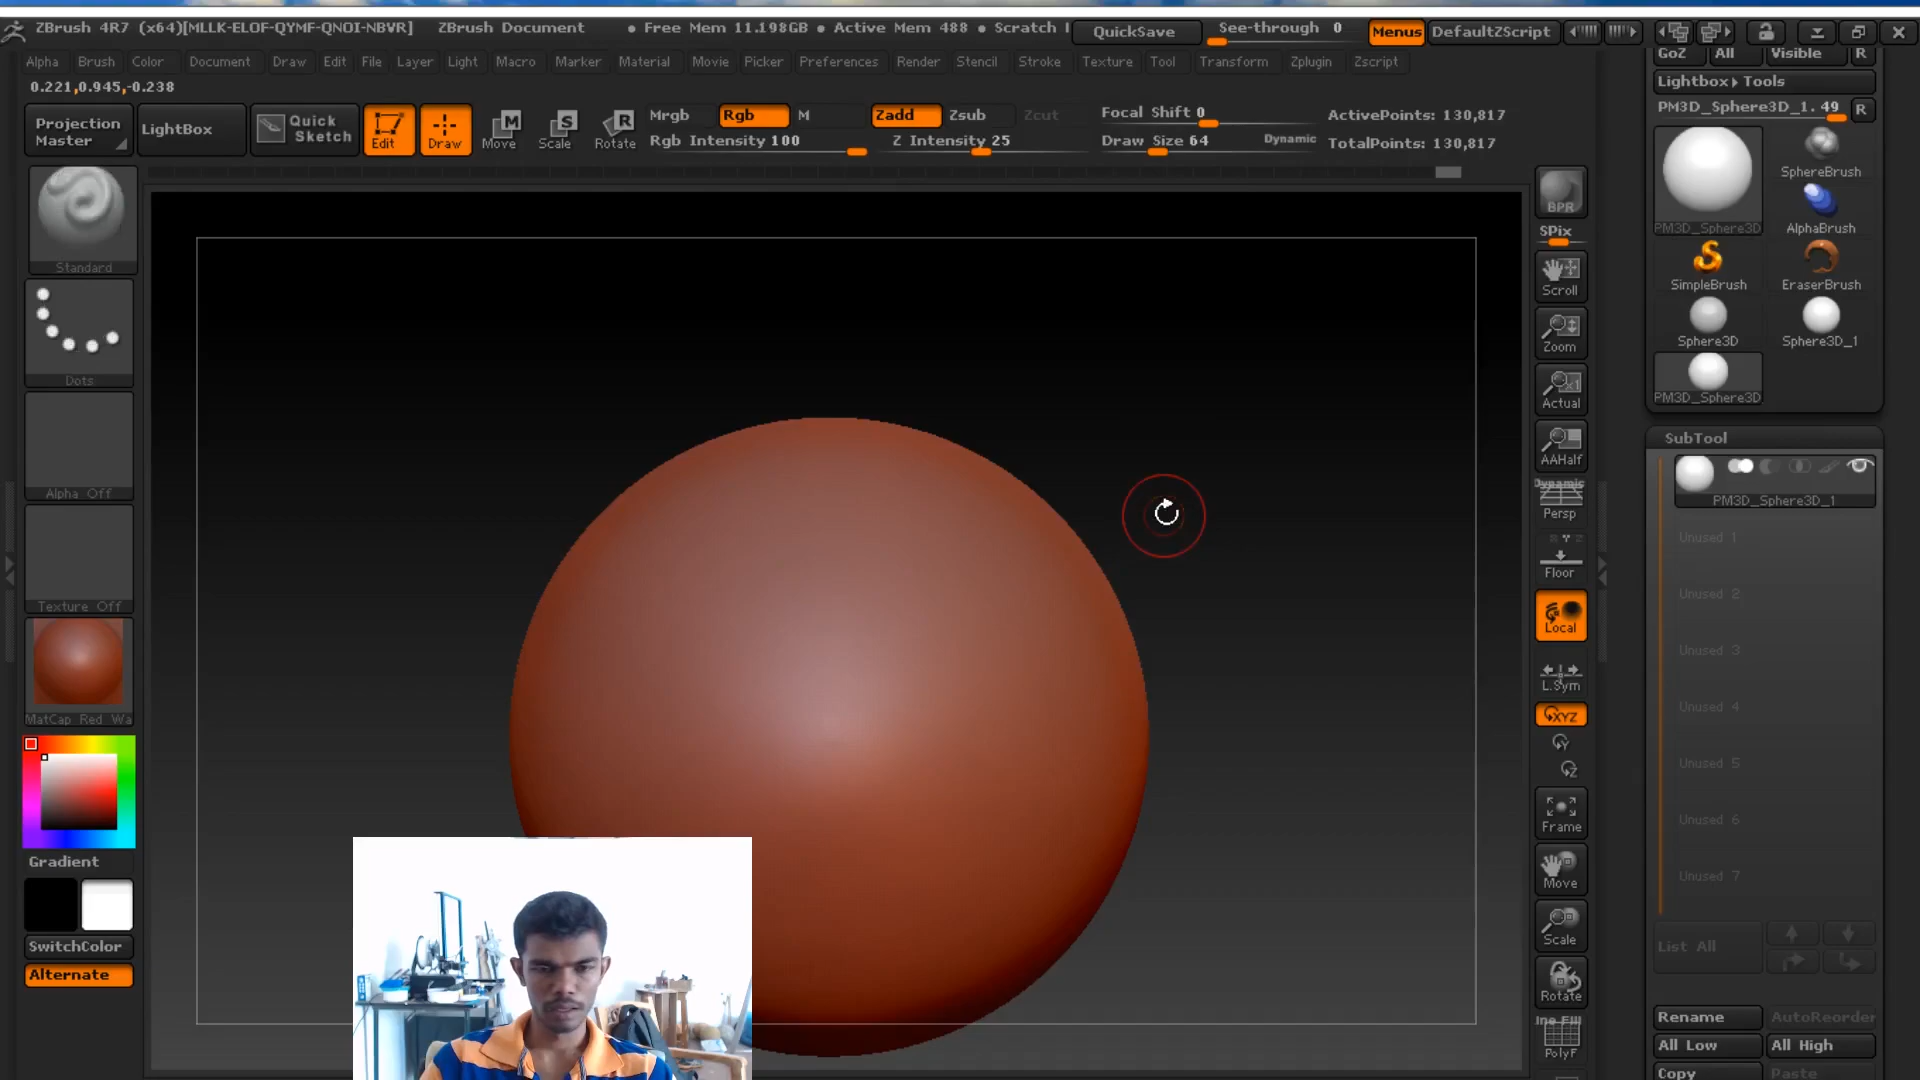 ZBrush 4R7 (x64)[MLLK-ELOF-QYMF-QNOI-NBVR] ZBrush Document ● Free Mem 11.198GB ● Active Mem 488 ● Scratch QuickSave See-through 0 Menus DefaultZScript
Alpha Brush Color Document Draw Edit File Layer Light Macro Marker Material Movie Picker Preferences Render Stencil Stroke Texture Tool Transform Zplugin Zscript
0.221,0.945,-0.238
Projection Master
LightBox
Quick Sketch
Edit
Draw
Move
Scale
Rotate
Mrgb Rgb M
Rgb Intensity 100
Zadd Zsub Zcut
Z Intensity 25
Focal Shift 0
Draw Size 64 Dynamic
ActivePoints: 130,817
TotalPoints: 130,817
Standard
Dots
Alpha Off
Texture Off
MatCap Red Wa
Gradient
SwitchColor
Alternate
BPR
SPix
Scroll
Zoom
Actual
AAHalf
Dynamic
Persp
Floor
Local
L.Sym
XYZ
Y
Z
Frame
Move
Scale
Rotate
PolyF
GoZ All Visible R
Lightbox▸Tools
PM3D_Sphere3D_1. 49 R
PM3D_Sphere3D
SphereBrush
AlphaBrush
SimpleBrush
EraserBrush
Sphere3D
Sphere3D_1
PM3D_Sphere3D
SubTool
PM3D_Sphere3D_1
Unused 1
Unused 2
Unused 3
Unused 4
Unused 5
Unused 6
Unused 7
List All
Rename AutoReorder
All Low All High
Copy Paste